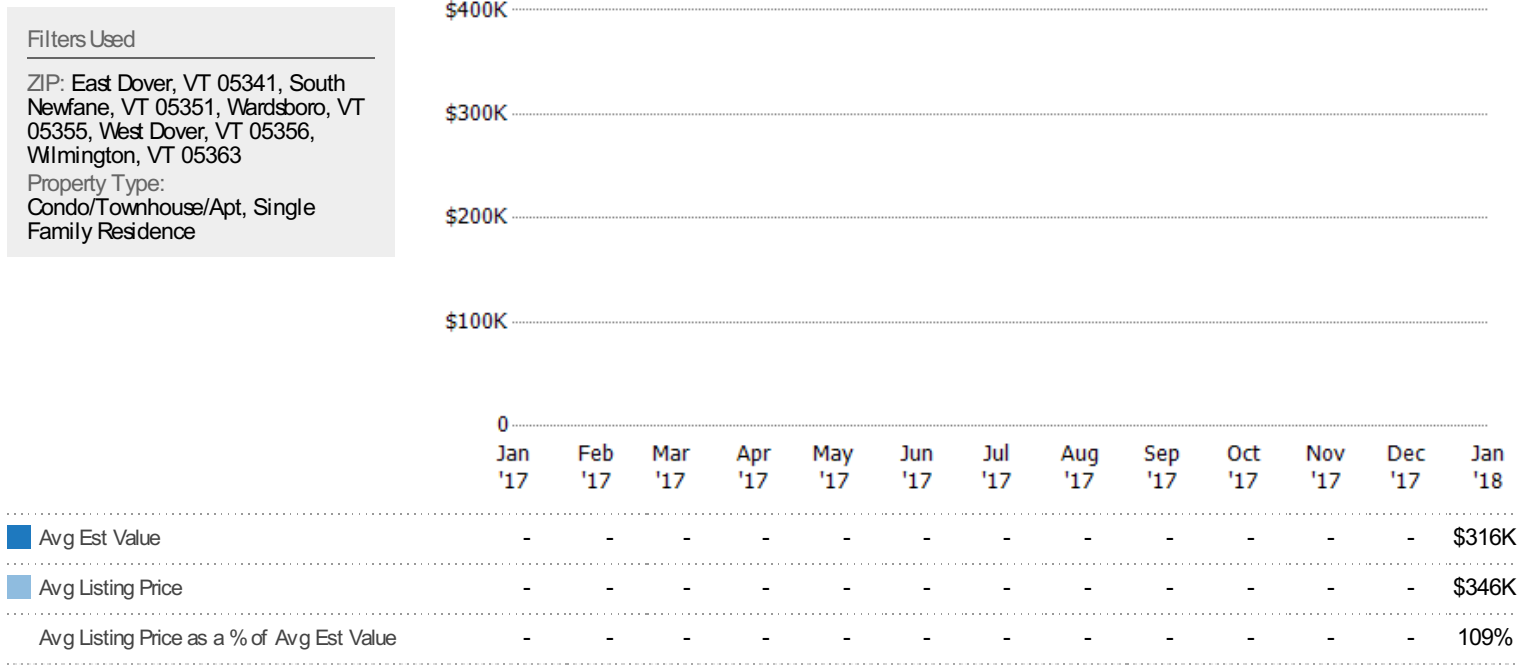 Filters Used
ZIP: East Dover, VT 05341, South
Newfane, VT 05351, Wardsboro, VT
05355, West Dover, VT 05356,
Wilmington, VT 05363
Property Type:
Condo/Townhouse/Apt, Single
Family Residence
$400K
$300K
$200K
$100K
0
Jan Feb Mar Apr May Jun Jul Aug Sep Oct Nov Dec Jan
'17 '17 '17 '17 '17 '17 '17 '17 '17 '17 '17 '17 '18
Avg Est Value - - - - - - - - - - - - $316K
Avg Listing Price - - - - - - - - - - - - $346K
Avg Listing Price as a % of Avg Est Value - - - - - - - - - - - - 109%